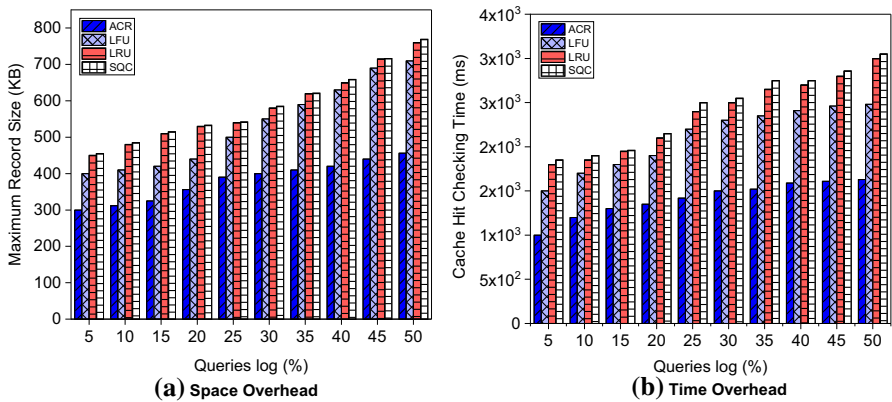 Maximum Record Size (KB)
800
700
600
500
400
300
200
100
0
ACR
LFU
LRU
SQC
5 10 15 20 25 30 35 40 45 50
Queries log (%)
(a) Space Overhead
Cache Hit Checking Time (ms)
4x10³
3x10³
3x10³
2x10³
2x10³
1x10³
5x10²
0
ACR
LFU
LRU
SQC
5 10 15 20 25 30 35 40 45 50
Queries log (%)
(b) Time Overhead